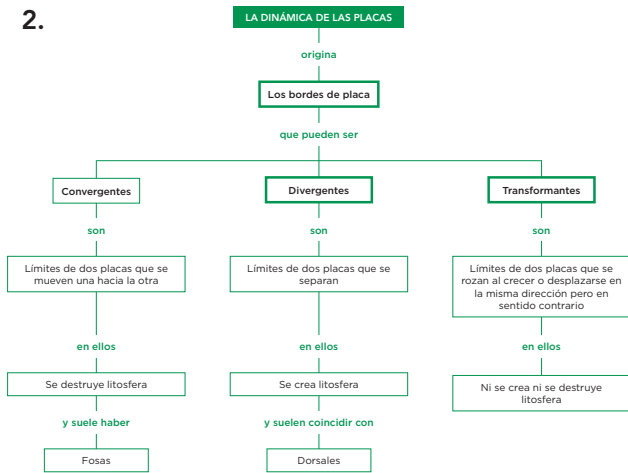 2.
LA DINÁMICA DE LAS PLACAS
origina
Los bordes de placa
que pueden ser
Convergentes
son
Límites de dos placas que se
mueven una hacia la otra
en ellos
Se destruye litosfera
y suele haber
Fosas
Divergentes
son
Límites de dos placas que se
separan
en ellos
Se crea litosfera
y suelen coincidir con
Dorsales
Transformantes
son
Límites de dos placas que se
rozan al crecer o desplazarse en
la misma dirección pero en
sentido contrario
en ellos
Ni se crea ni se destruye
litosfera